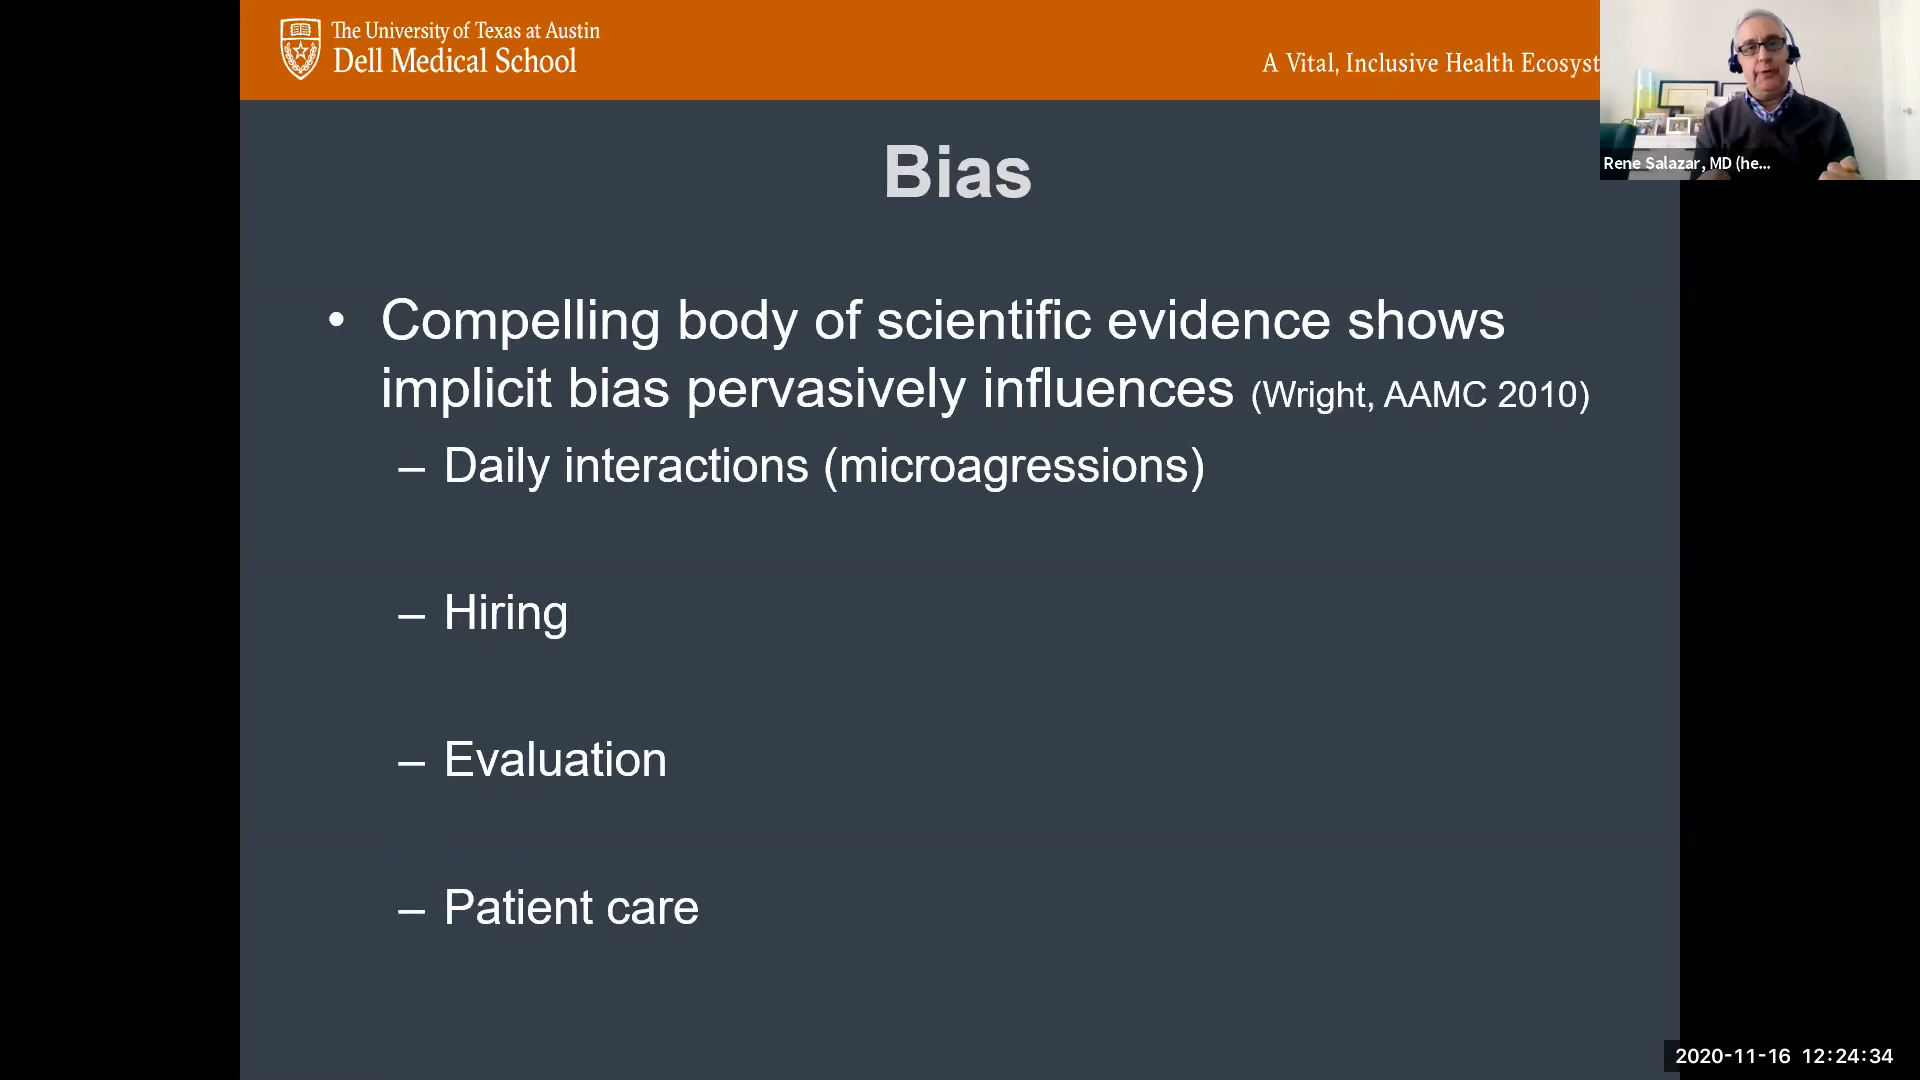 The University of Texas at Austin
Dell Medical School
A Vital, Inclusive Health Ecosyst
Rene Salazar, MD (he...
Bias
• Compelling body of scientific evidence shows
implicit bias pervasively influences (Wright, AAMC 2010)
– Daily interactions (microagressions)
– Hiring
– Evaluation
– Patient care
2020-11-16 12:24:34